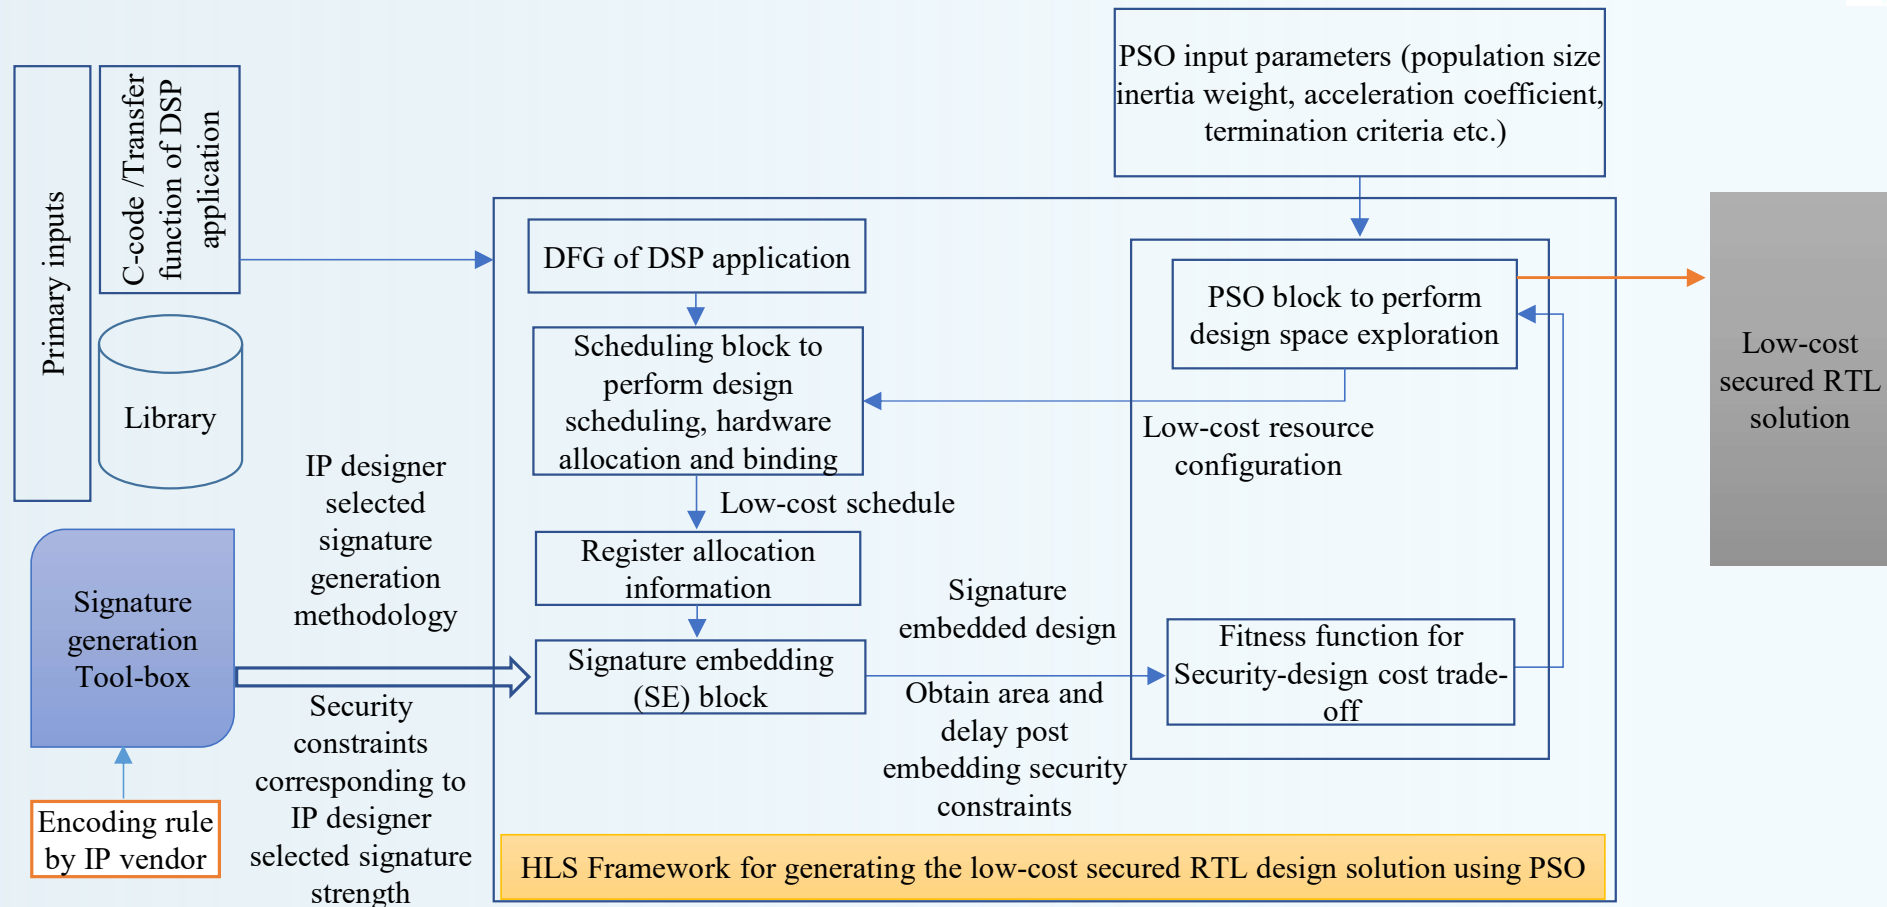 PSO input parameters (population size
inertia weight, acceleration coefficient,
termination criteria etc.)
Primary inputs
C-code /Transfer
function of DSP
application
Library
DFG of DSP application
Scheduling block to
perform design
scheduling, hardware
allocation and binding
PSO block to perform
design space exploration
Low-cost
secured RTL
solution
Low-cost resource
configuration
Low-cost schedule
IP designer
selected
signature
generation
methodology
Register allocation
information
Signature
generation
Tool-box
Signature embedding
(SE) block
Signature
embedded design
Fitness function for
Security-design cost trade-
off
Security
constraints
corresponding to
IP designer
selected signature
strength
Obtain area and
delay post
embedding security
constraints
Encoding rule
by IP vendor
HLS Framework for generating the low-cost secured RTL design solution using PSO